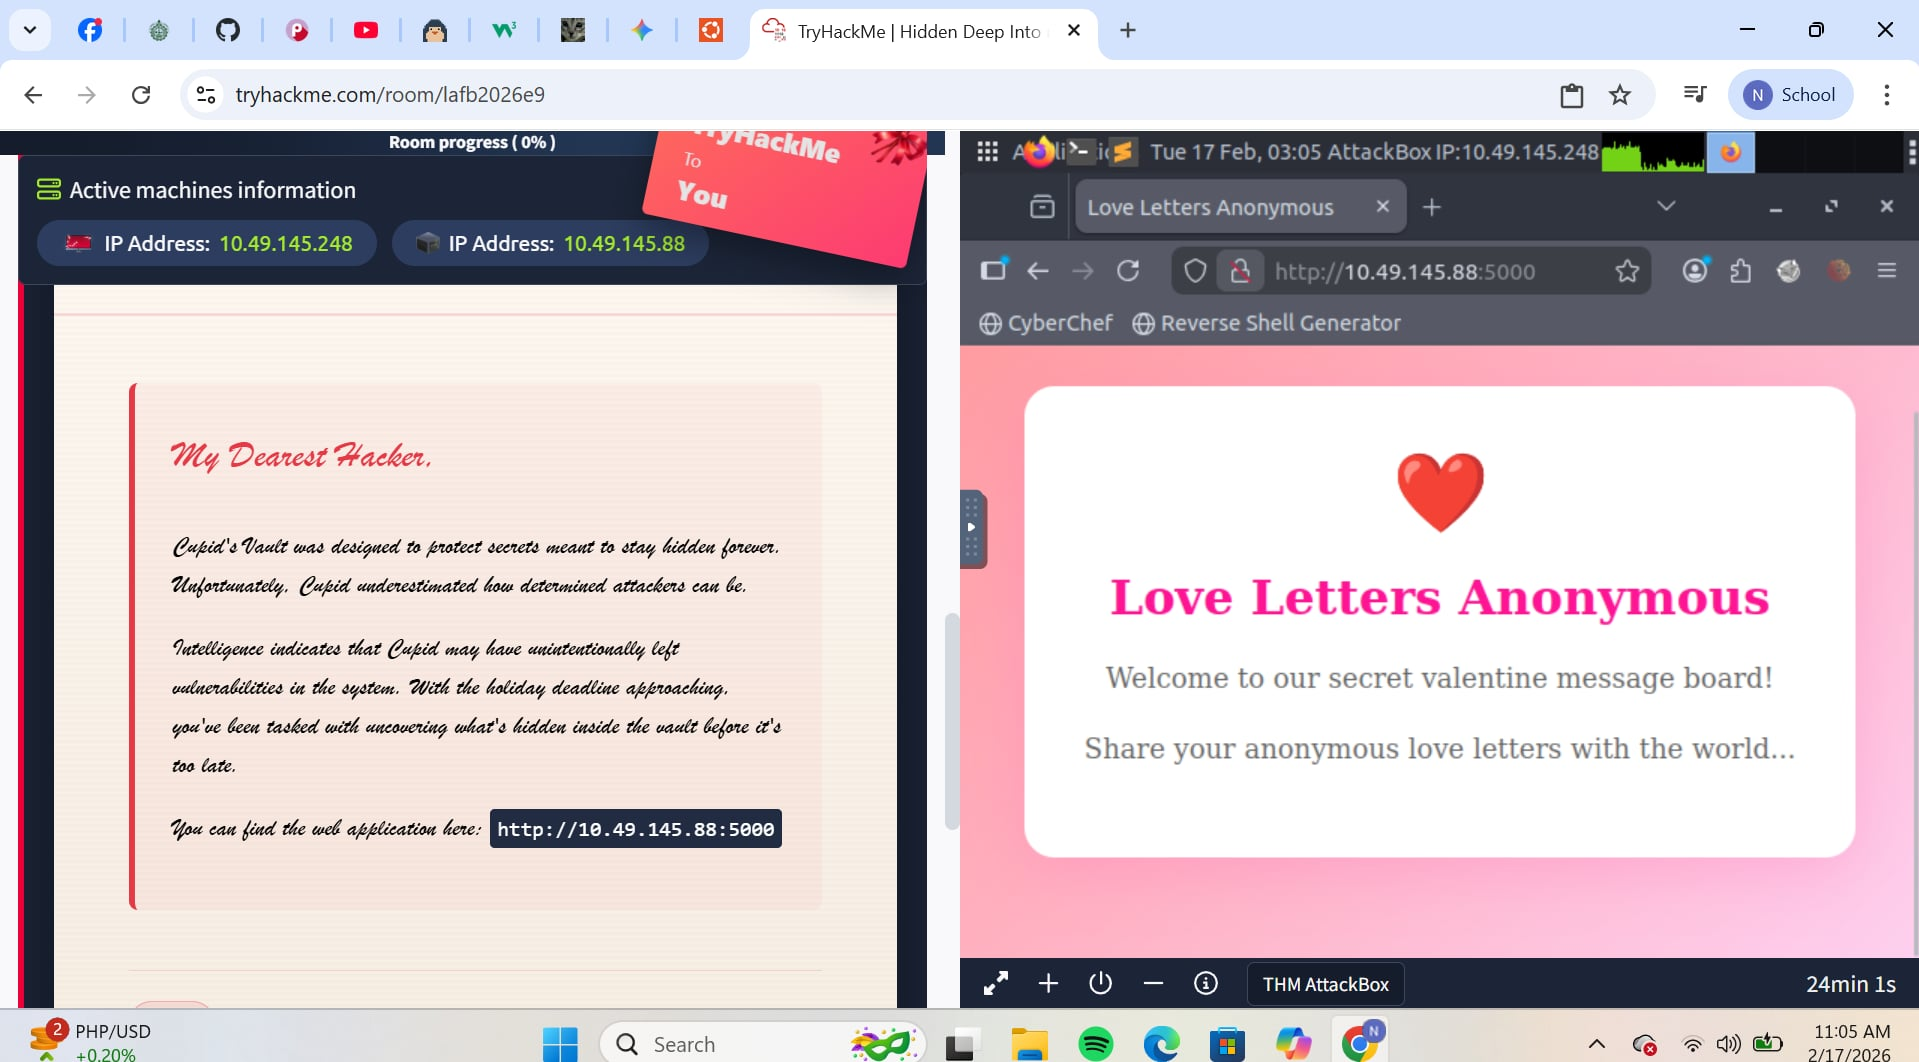 TryHackMe | Hidden Deep Into
tryhackme.com/room/lafb2026e9
N School
Room progress ( 0% )
TryHackMe
To
You
Active machines information
IP Address: 10.49.145.248
IP Address: 10.49.145.88
My Dearest Hacker,
Cupid's Vault was designed to protect secrets meant to stay hidden forever.
Unfortunately, Cupid underestimated how determined attackers can be.
Intelligence indicates that Cupid may have unintentionally left
vulnerabilities in the system. With the holiday deadline approaching,
you've been tasked with uncovering what's hidden inside the vault before it's
too late.
You can find the web application here: http://10.49.145.88:5000
Tue 17 Feb, 03:05 AttackBox IP:10.49.145.248
Love Letters Anonymous
http://10.49.145.88:5000
CyberChef
Reverse Shell Generator
Love Letters Anonymous
Welcome to our secret valentine message board!
Share your anonymous love letters with the world...
THM AttackBox
24min 1s
2
PHP/USD
+0.20%
Search
N
11:05 AM
2/17/2026